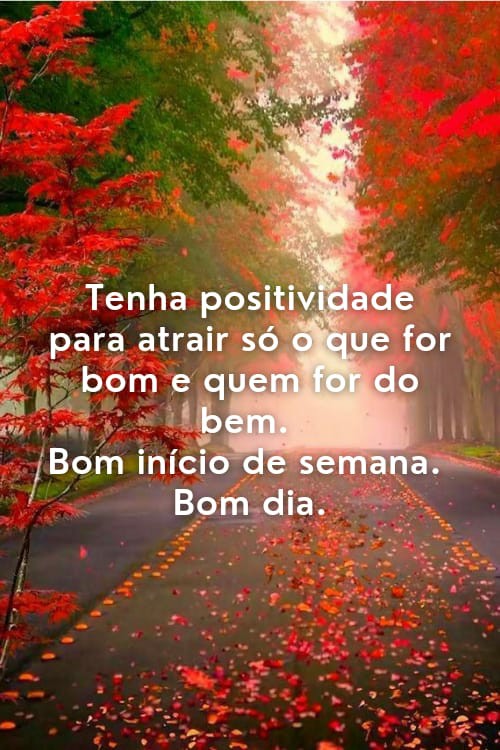 Tenha positividade
para atrair só o que for
bom e quem for do
bem.
Bom início de semana.
Bom dia.